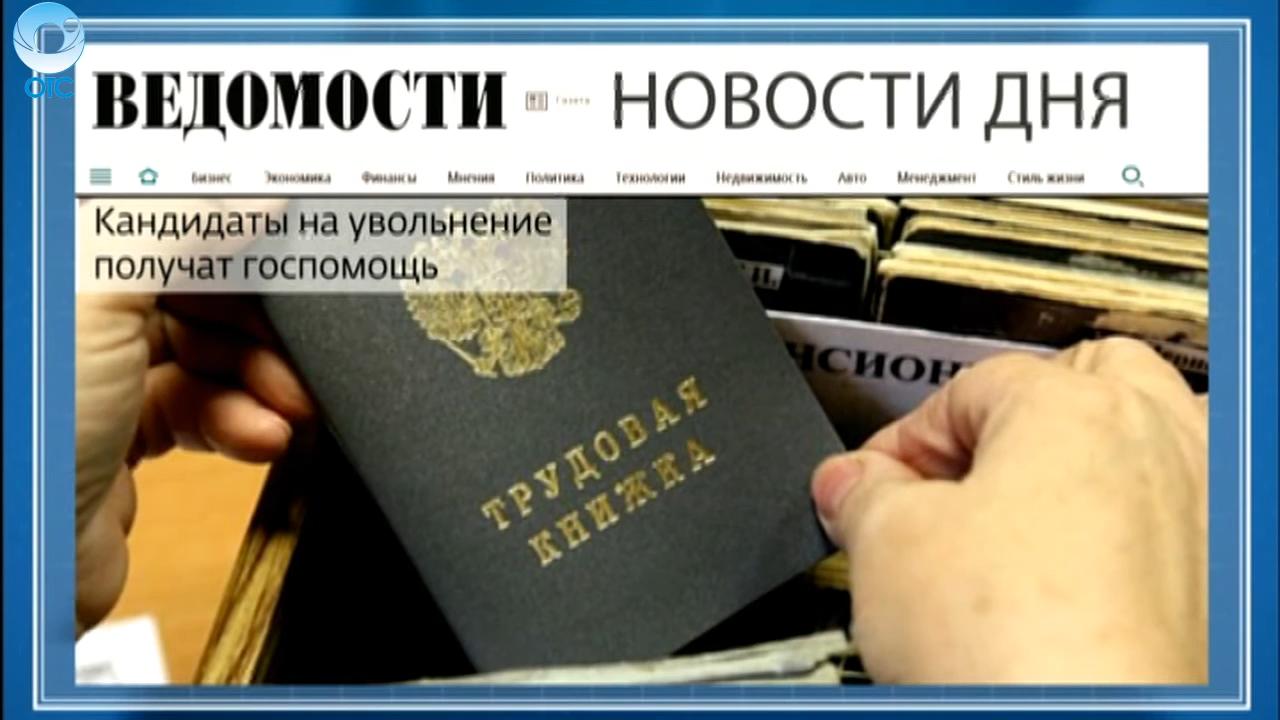 ОТС
ВЕДОМОСТИ Газета НОВОСТИ ДНЯ
Бизнес Экономика Финансы Мнения Политика Технологии Недвижимость Авто Менеджмент Стиль жизни
Кандидаты на увольнение
получат госпомощь
ТРУДОВАЯ
КНИЖКА